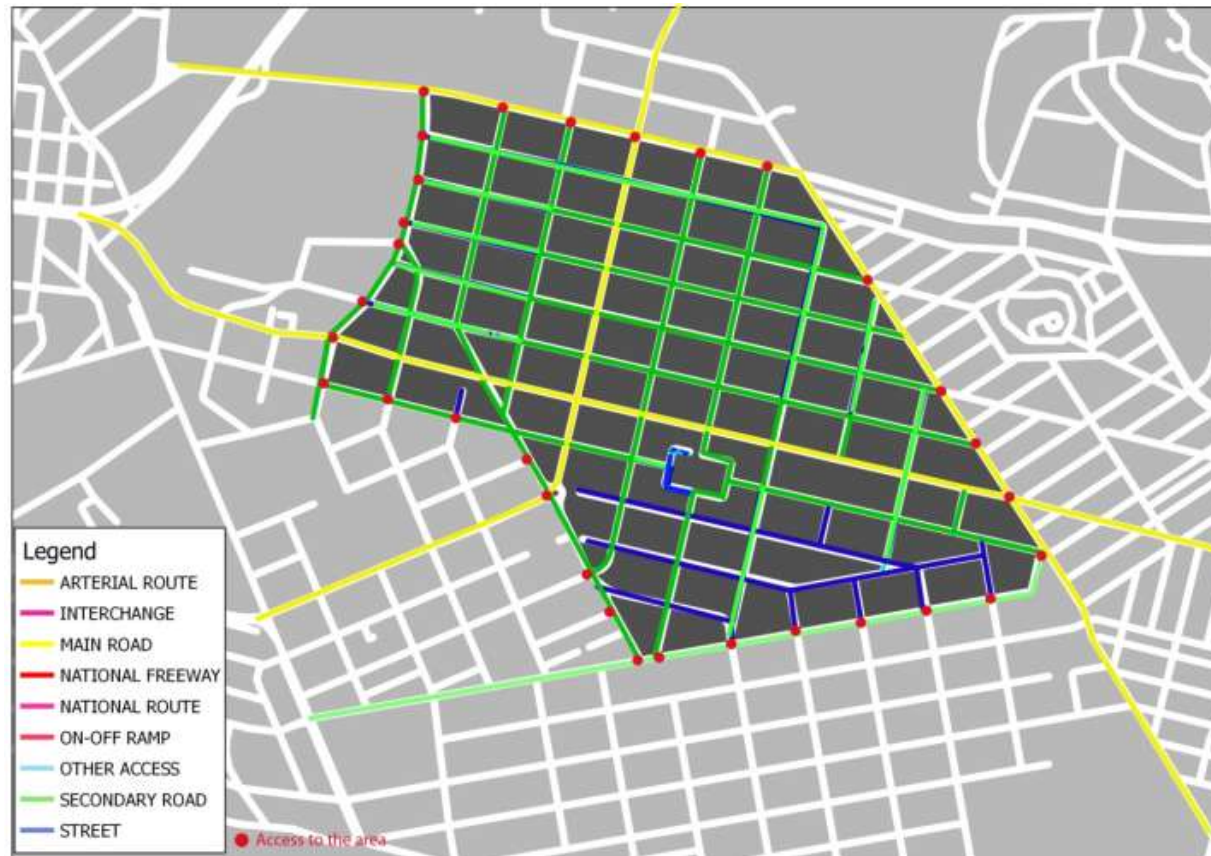 Legend
ARTERIAL ROUTE
INTERCHANGE
MAIN ROAD
NATIONAL FREEWAY
NATIONAL ROUTE
ON-OFF RAMP
OTHER ACCESS
SECONDARY ROAD
STREET
Access to the area